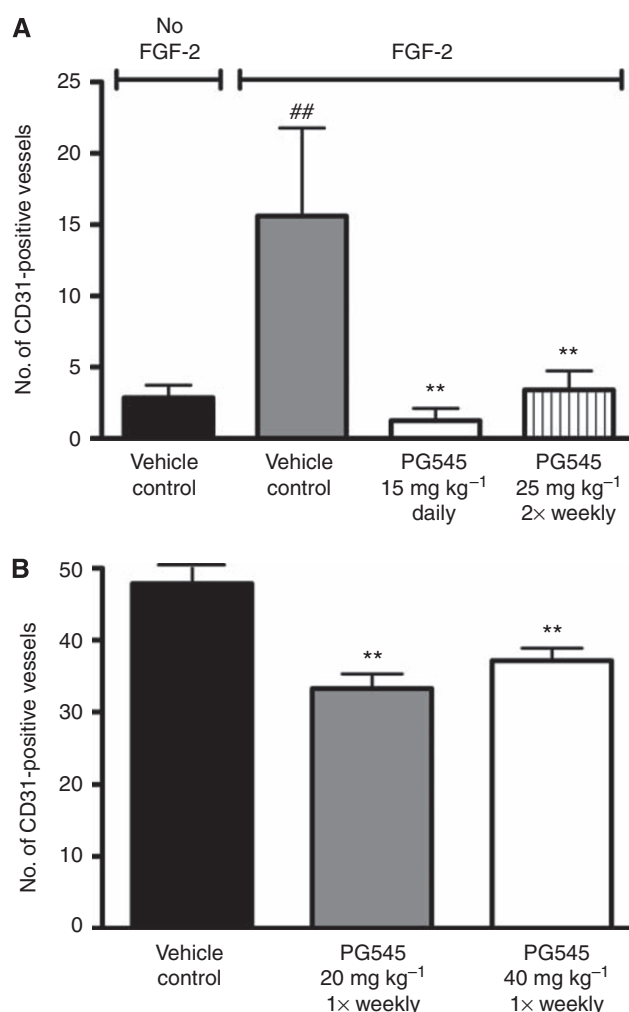 A
No
FGF-2
FGF-2
No. of CD31-positive vessels
25
20
15
10
5
0
##
**
**
Vehicle
control
Vehicle
control
PG545
15 mg kg⁻¹
daily
PG545
25 mg kg⁻¹
2× weekly
B
No. of CD31-positive vessels
50
40
30
20
10
0
**
**
Vehicle
control
PG545
20 mg kg⁻¹
1× weekly
PG545
40 mg kg⁻¹
1× weekly